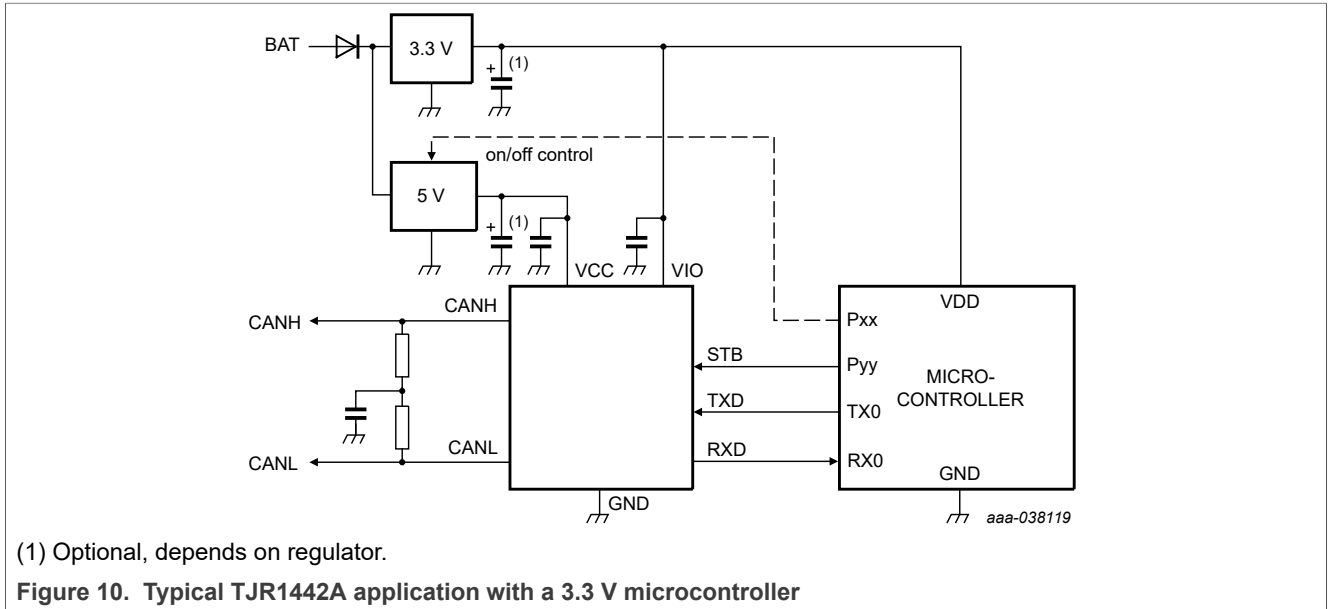 BAT
3.3 V
+
(1)
on/off control
5 V
+
(1)
VCC
VIO
CANH
CANH
VDD
Pxx
STB
Pyy
MICRO-
CONTROLLER
TXD
TX0
CANL
CANL
RXD
RX0
GND
GND
aaa-038119
(1) Optional, depends on regulator.
Figure 10. Typical TJR1442A application with a 3.3 V microcontroller